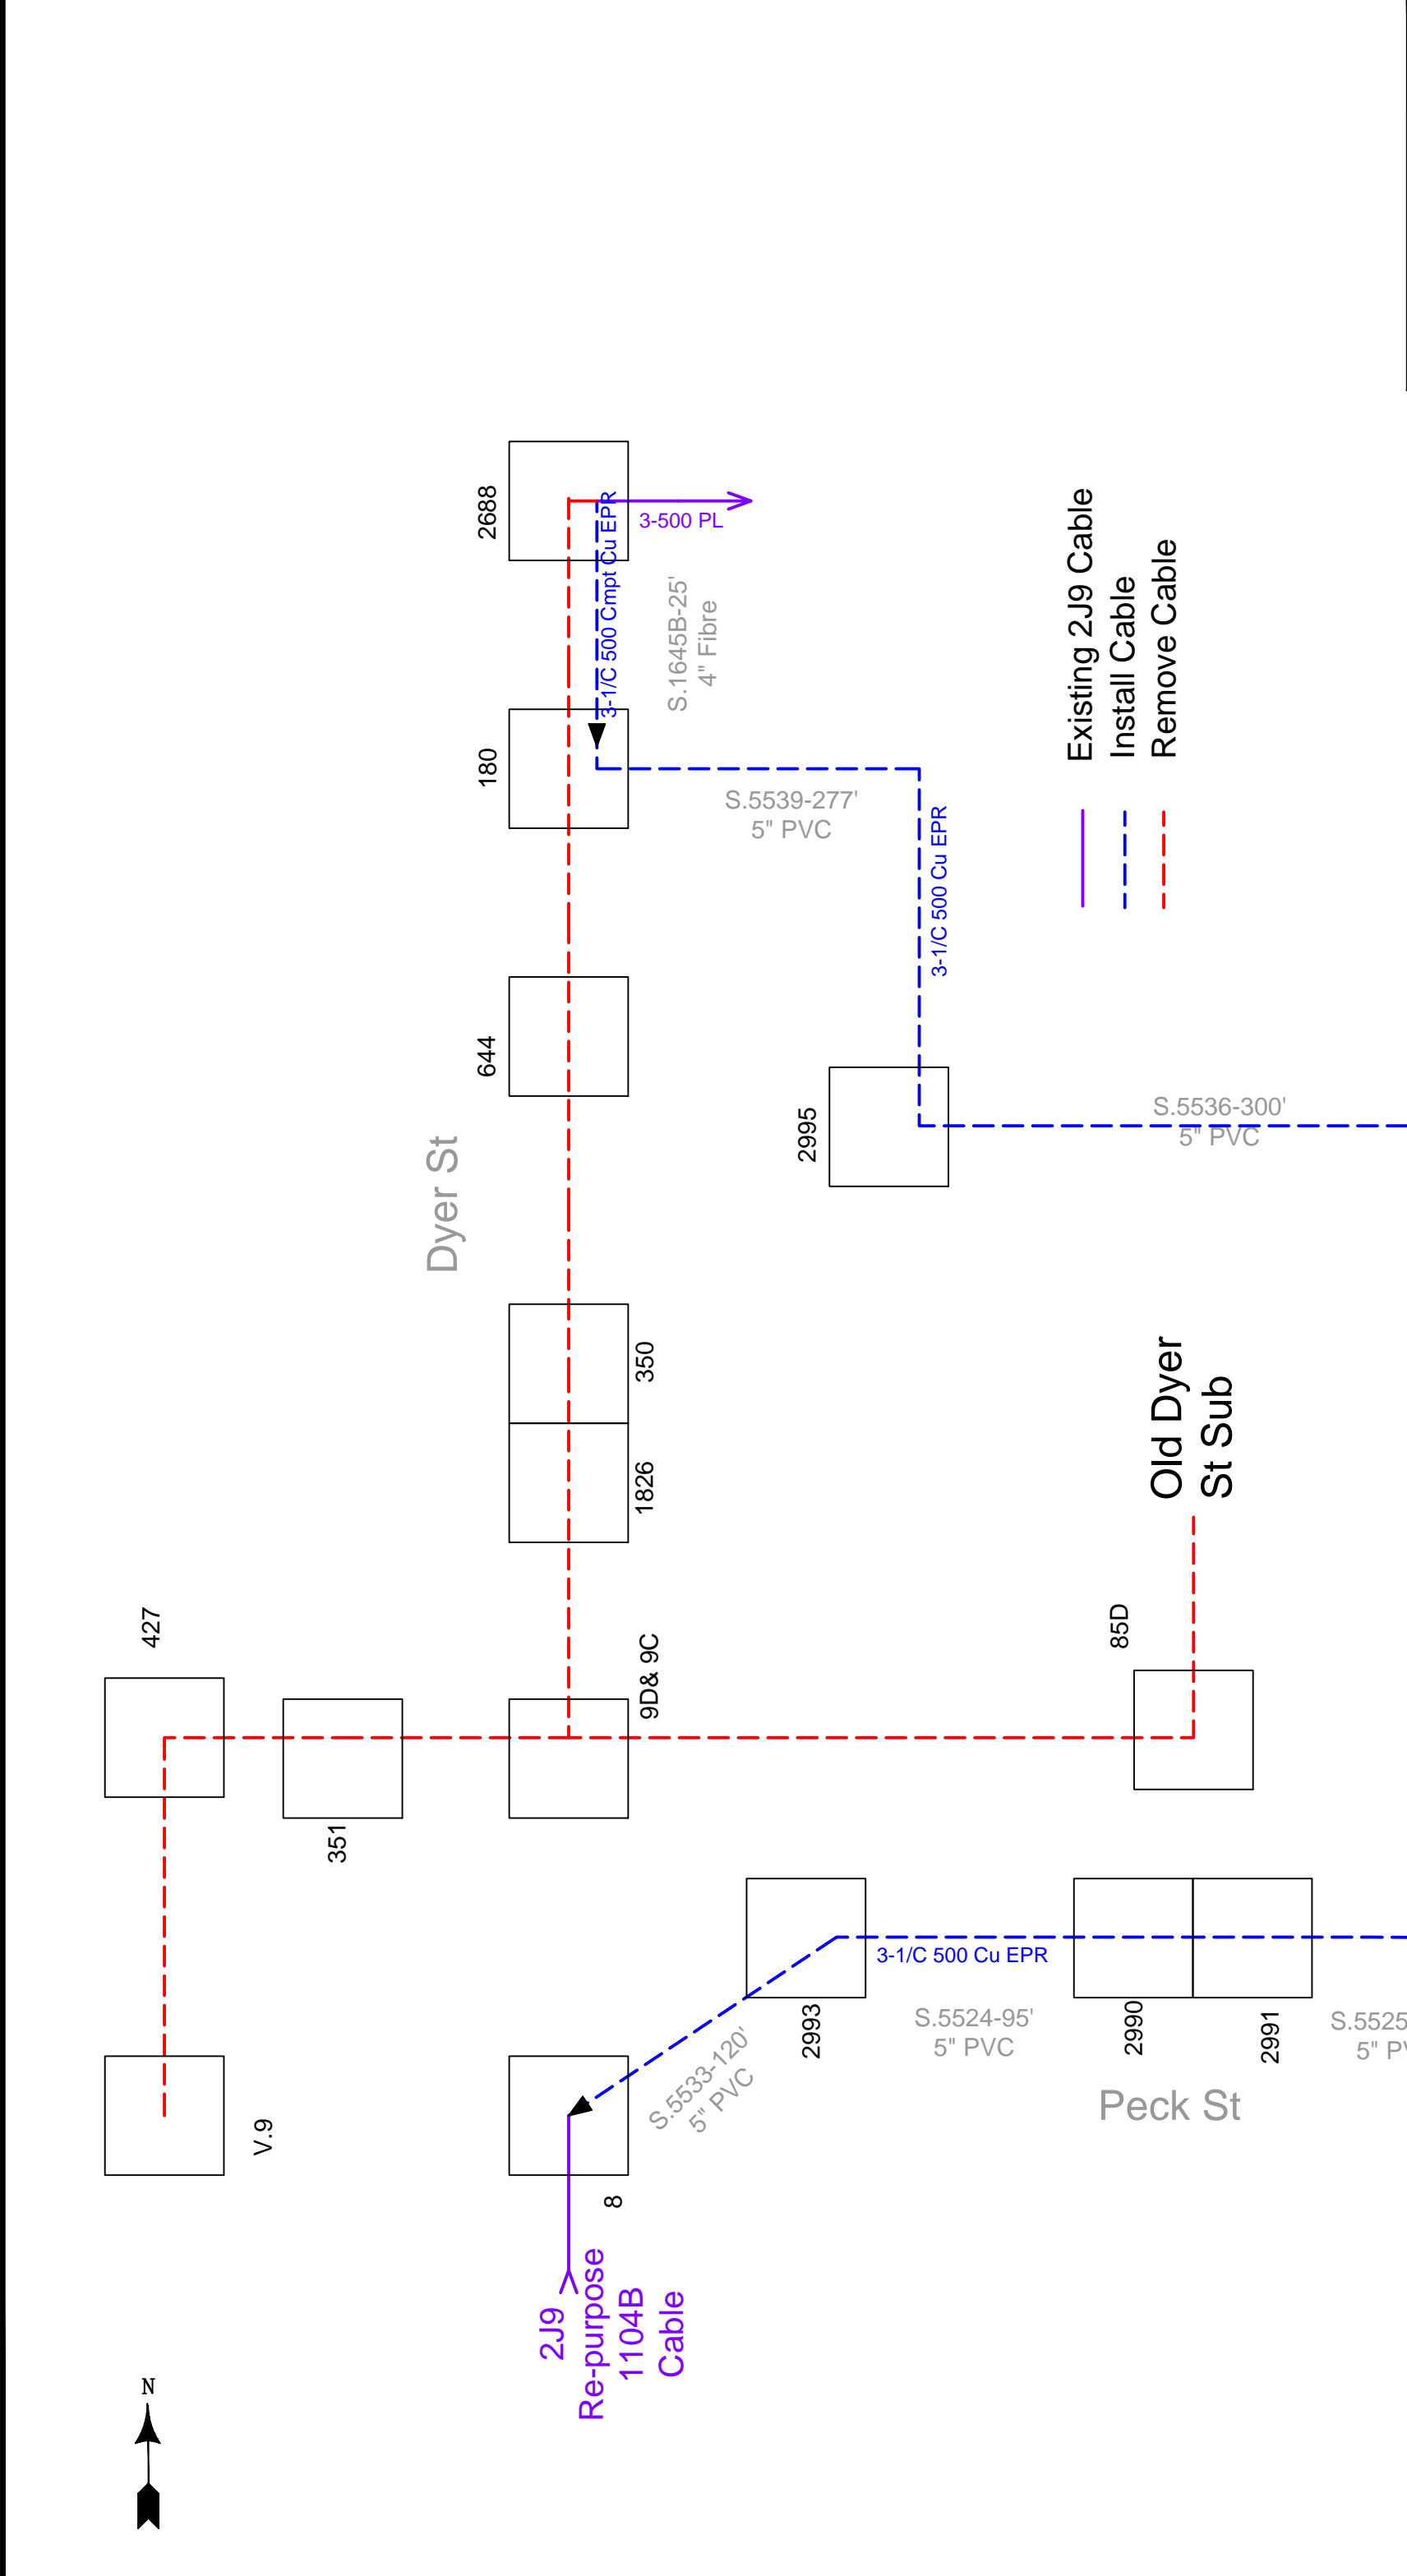 2688
3-1/C 500 Cmpt Cu EPR
3-500 PL
S.1645B-25'
4" Fibre
Existing 2J9 Cable
Install Cable
Remove Cable
180
S.5539-277'
5" PVC
3-1/C 500 Cu EPR
644
2995
S.5536-300'
5" PVC
Dyer St
350
1826
Old Dyer
St Sub
427
9D& 9C
85D
351
3-1/C 500 Cu EPR
2993
S.5524-95'
5" PVC
2990
2991
S.5525
5" PV
S.5533-120'
5" PVC
Peck St
V.9
8
2J9
Re-purpose
1104B
Cable
N